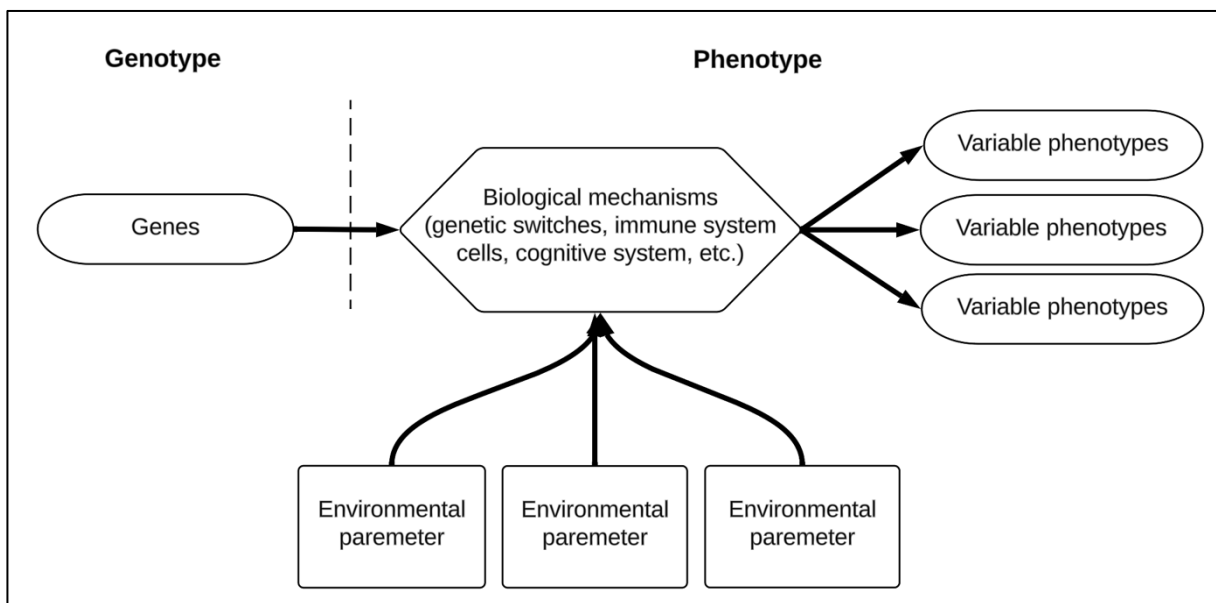 Genotype
Phenotype
Genes
Biological mechanisms
(genetic switches, immune system
cells, cognitive system, etc.)
Variable phenotypes
Variable phenotypes
Variable phenotypes
Environmental
paremeter
Environmental
paremeter
Environmental
paremeter